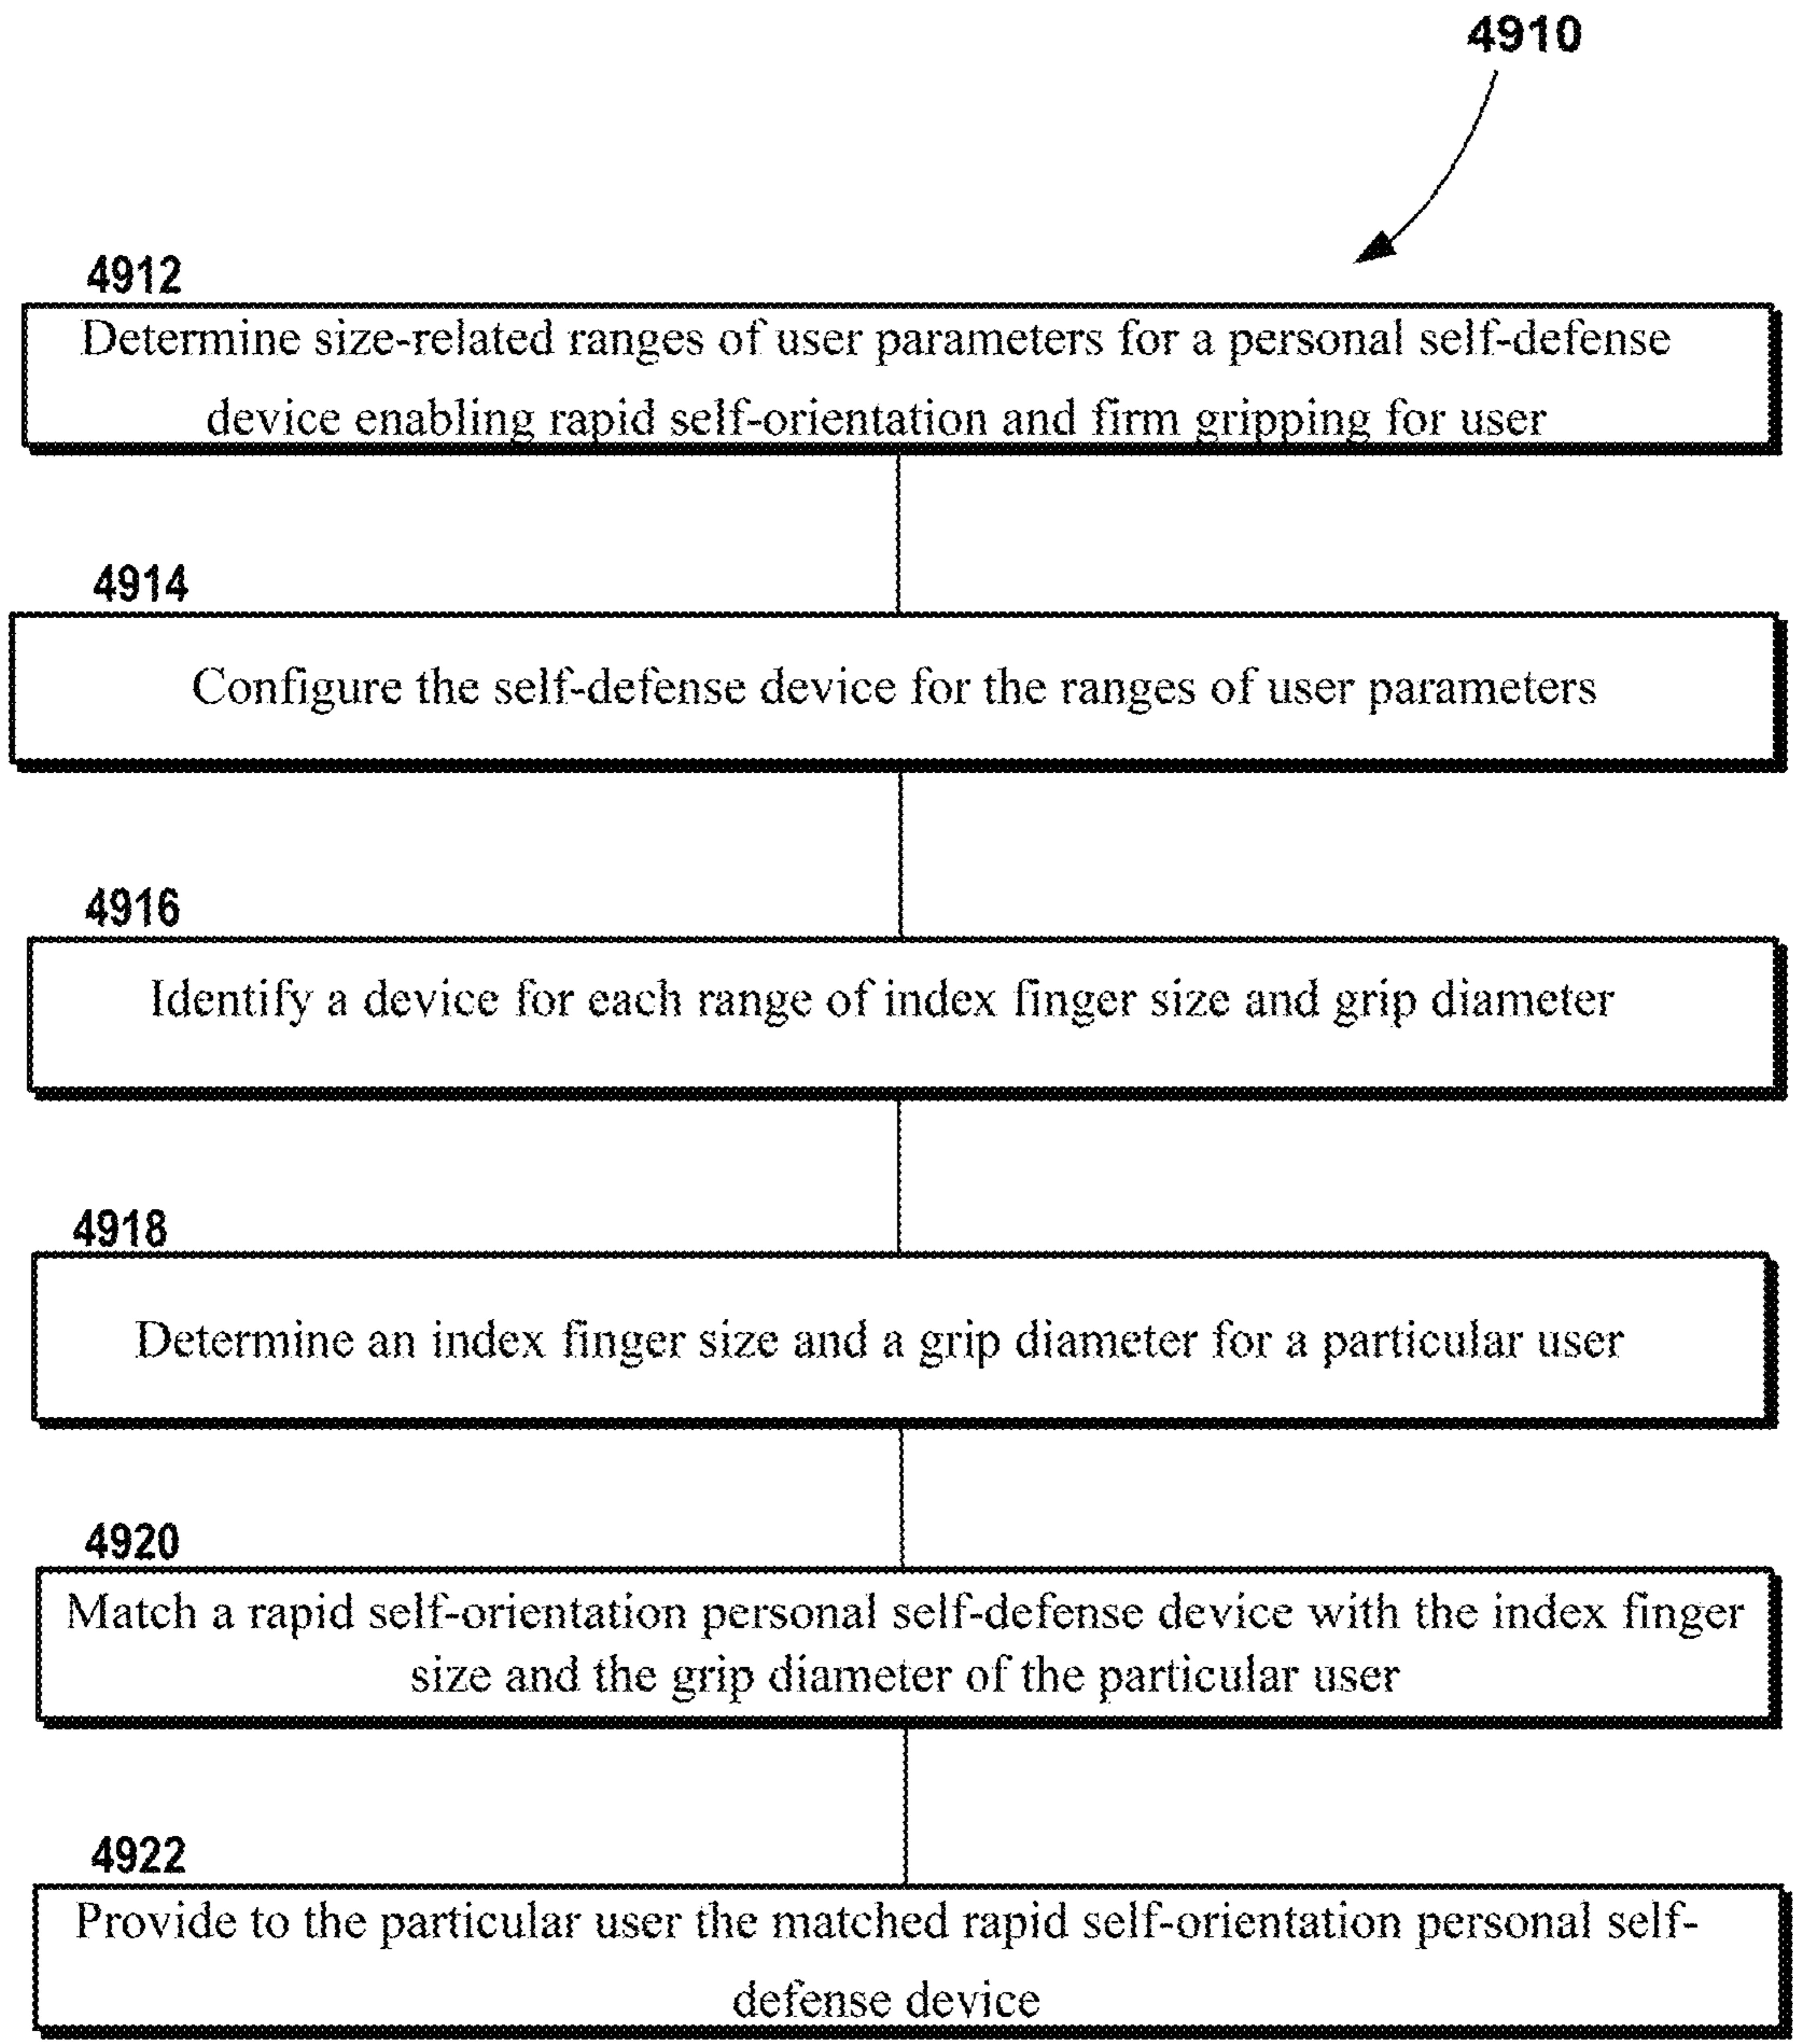 4910
4912
Determine size-related ranges of user parameters for a personal self-defense
device enabling rapid self-orientation and firm gripping for user
4914
Configure the self-defense device for the ranges of user parameters
4916
Identify a device for each range of index finger size and grip diameter
4918
Determine an index finger size and a grip diameter for a particular user
4920
Match a rapid self-orientation personal self-defense device with the index finger
size and the grip diameter of the particular user
4922
Provide to the particular user the matched rapid self-orientation personal self-
defense device